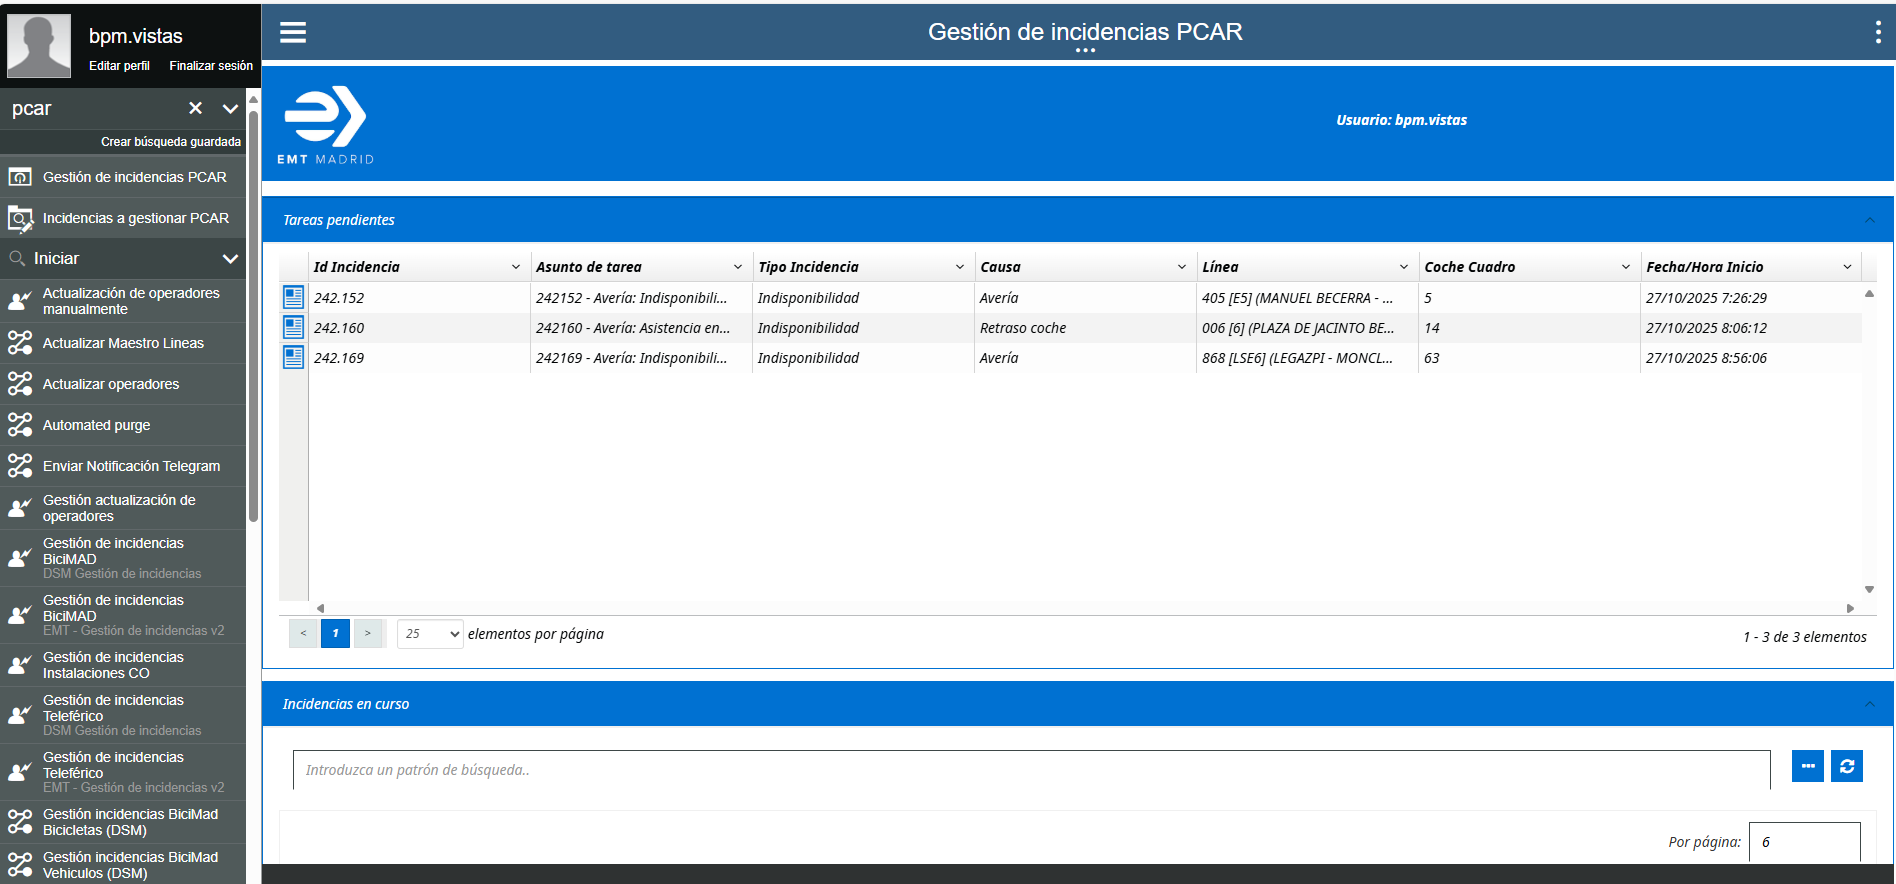 bpm.vistas
Editar perfil Finalizar sesión
pcar
Crear búsqueda guardada
Gestión de incidencias PCAR
Incidencias a gestionar PCAR
Iniciar
Actualización de operadores
manualmente
Actualizar Maestro Lineas
Actualizar operadores
Automated purge
Enviar Notificación Telegram
Gestión actualización de
operadores
Gestión de incidencias
BiciMAD
DSM Gestión de incidencias
Gestión de incidencias
BiciMAD
EMT - Gestión de incidencias v2
Gestión de incidencias
Instalaciones CO
Gestión de incidencias
Teleférico
DSM Gestión de incidencias
Gestión de incidencias
Teleférico
EMT - Gestión de incidencias v2
Gestión incidencias BiciMad
Bicicletas (DSM)
Gestión incidencias BiciMad
Vehiculos (DSM)
Gestión de incidencias PCAR
EMT MADRID
Usuario: bpm.vistas
Tareas pendientes
Id Incidencia Asunto de tarea Tipo Incidencia Causa Línea Coche Cuadro Fecha/Hora Inicio
242.152 242152 - Avería: Indisponibili... Indisponibilidad Avería 405 [E5] (MANUEL BECERRA - ... 5 27/10/2025 7:26:29
242.160 242160 - Avería: Asistencia en... Indisponibilidad Retraso coche 006 [6] (PLAZA DE JACINTO BE... 14 27/10/2025 8:06:12
242.169 242169 - Avería: Indisponibili... Indisponibilidad Avería 868 [LSE6] (LEGAZPI - MONCL... 63 27/10/2025 8:56:06
< 1 > 25 elementos por página
1 - 3 de 3 elementos
Incidencias en curso
Introduzca un patrón de búsqueda..
Por página: 6